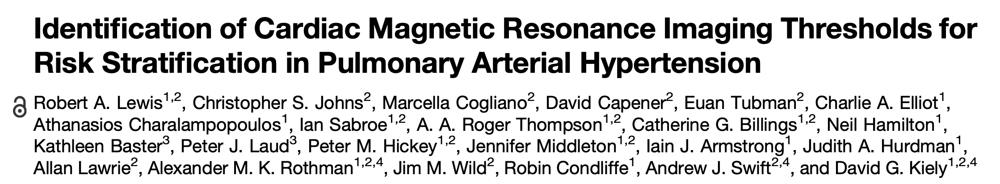 Identification of Cardiac Magnetic Resonance Imaging Thresholds for
Risk Stratification in Pulmonary Arterial Hypertension
Robert A. Lewis1,2, Christopher S. Johns2, Marcella Cogliano2, David Capener2, Euan Tubman2, Charlie A. Elliot1,
Athanasios Charalampopoulos1, Ian Sabroe1,2, A. A. Roger Thompson1,2, Catherine G. Billings1,2, Neil Hamilton1,
Kathleen Baster3, Peter J. Laud3, Peter M. Hickey1,2, Jennifer Middleton1,2, Iain J. Armstrong1, Judith A. Hurdman1,
Allan Lawrie2, Alexander M. K. Rothman1,2,4, Jim M. Wild2, Robin Condliffe1, Andrew J. Swift2,4, and David G. Kiely1,2,4